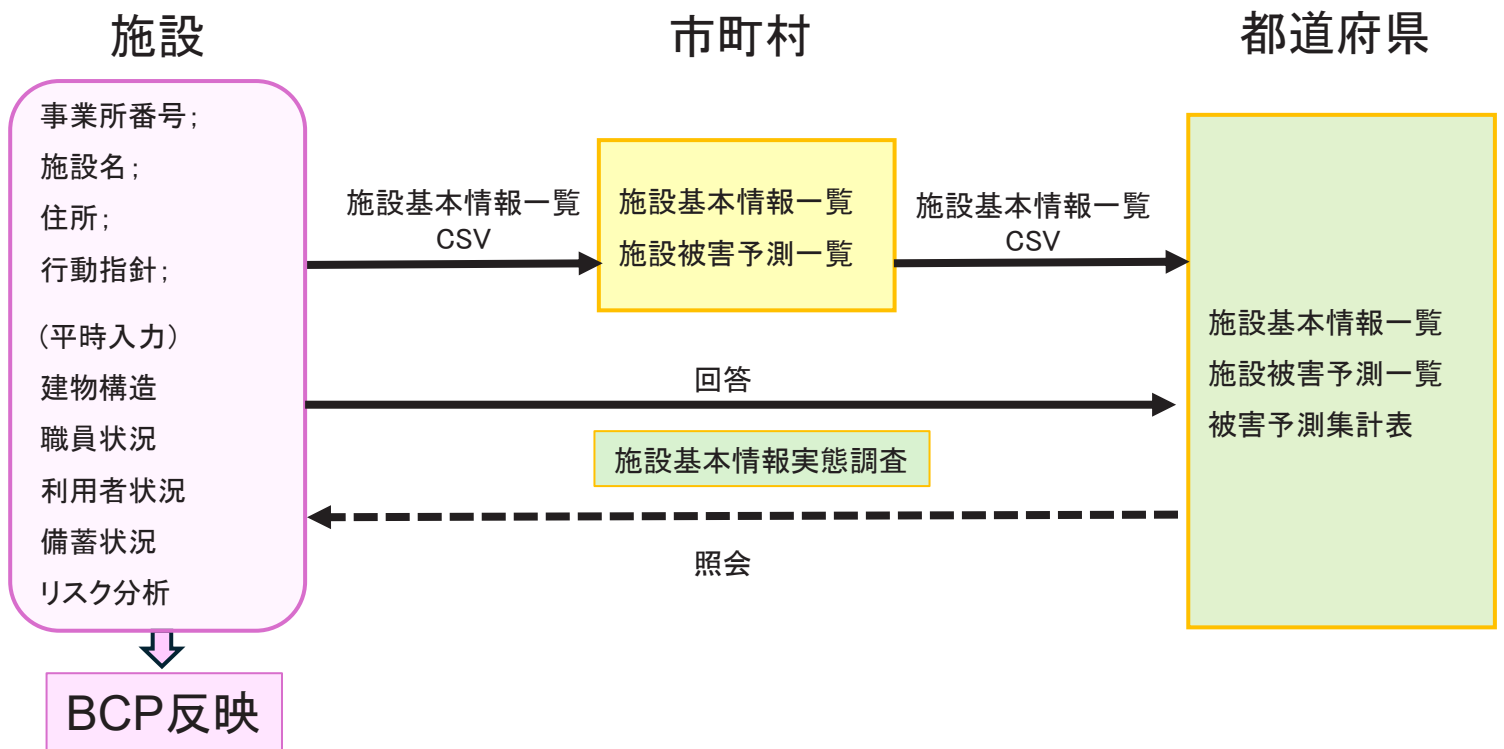 施設
市町村
都道府県
事業所番号;
施設名;
住所;
行動指針;
(平時入力)
建物構造
職員状況
利用者状況
備蓄状況
リスク分析
BCP反映
施設基本情報一覧
CSV
施設基本情報一覧
施設被害予測一覧
施設基本情報一覧
CSV
回答
施設基本情報実態調査
照会
施設基本情報一覧
施設被害予測一覧
被害予測集計表